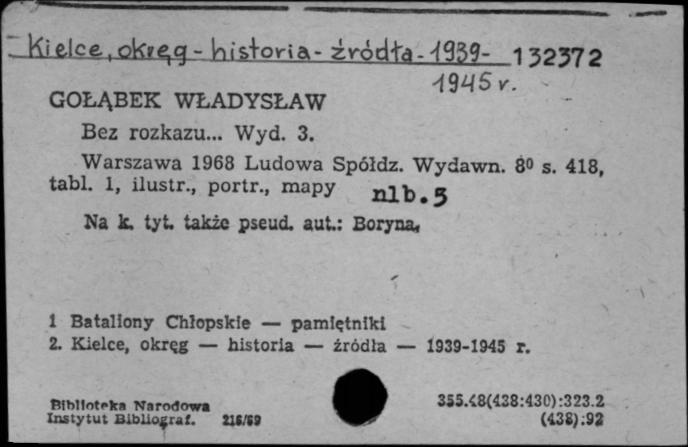 Kielce, okręg - historia - źródła - 1939- 132372
1945 r.
GOŁĄBEK WŁADYSŁAW
Bez rozkazu... Wyd. 3.
Warszawa 1968 Ludowa Spółdz. Wydawn. 8⁰ s. 418,
tabl. 1, ilustr., portr., mapy nlb. 5
Na k. tyt. także pseud. aut.: Boryna.
1 Bataliony Chłopskie — pamiętniki
2. Kielce, okręg — historia — źródła — 1939-1945 r.
Biblioteka Narodowa 355.48(438:430):323.2
Instytut Bibliograf. 216/69 (438):92